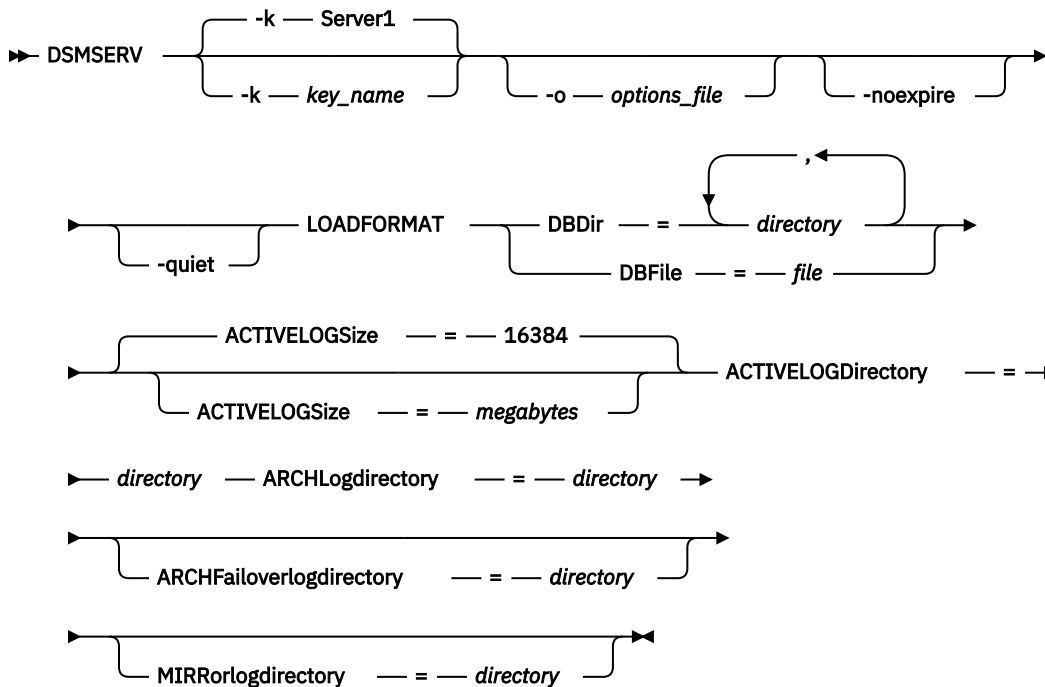 -k Server1
DSMSERV
-k key_name
-o options_file
-noexpire
,
LOADFORMAT DBDir = directory
-quiet
DBFile = file
ACTIVELOGSize = 16384
ACTIVELOGDirectory =
ACTIVELOGSize = megabytes
directory ARCHLogdirectory = directory
ARCHFailoverlogdirectory = directory
MIRRorlogdirectory = directory